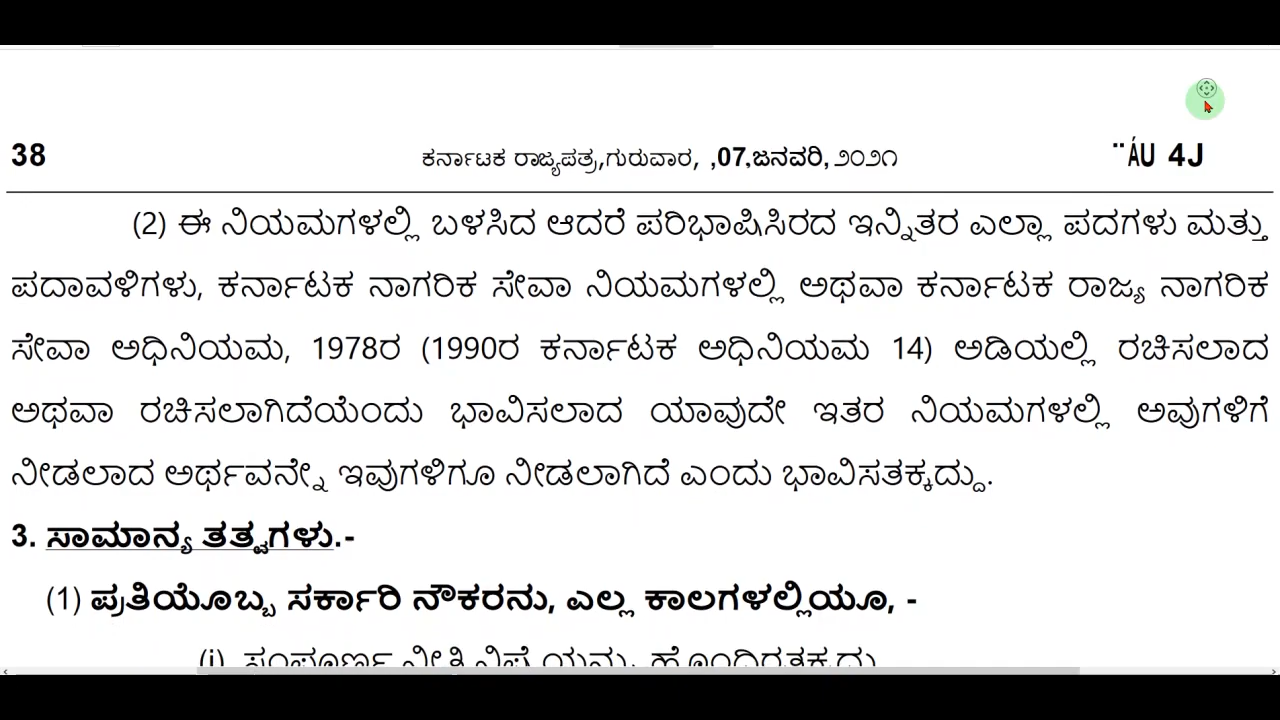 38 ಕರ್ನಾಟಕ ರಾಜ್ಯಪತ್ರ,ಗುರುವಾರ, ,07,ಜನವರಿ, ೨೦೨೧ ¨ÁU 4J
(2) ಈ ನಿಯಮಗಳಲ್ಲಿ ಬಳಸಿದ ಆದರೆ ಪರಿಭಾಷಿಸಿರದ ಇನ್ನಿತರ ಎಲ್ಲಾ ಪದಗಳು ಮತ್ತು
ಪದಾವಳಿಗಳು, ಕರ್ನಾಟಕ ನಾಗರಿಕ ಸೇವಾ ನಿಯಮಗಳಲ್ಲಿ ಅಥವಾ ಕರ್ನಾಟಕ ರಾಜ್ಯ ನಾಗರಿಕ
ಸೇವಾ ಅಧಿನಿಯಮ, 1978ರ (1990ರ ಕರ್ನಾಟಕ ಅಧಿನಿಯಮ 14) ಅಡಿಯಲ್ಲಿ ರಚಿಸಲಾದ
ಅಥವಾ ರಚಿಸಲಾಗಿದೆಯೆಂದು ಭಾವಿಸಲಾದ ಯಾವುದೇ ಇತರ ನಿಯಮಗಳಲ್ಲಿ ಅವುಗಳಿಗೆ
ನೀಡಲಾದ ಅರ್ಥವನ್ನೇ ಇವುಗಳಿಗೂ ನೀಡಲಾಗಿದೆ ಎಂದು ಭಾವಿಸತಕ್ಕದ್ದು.
3. ಸಾಮಾನ್ಯ ತತ್ವಗಳು.-
(1) ಪ್ರತಿಯೊಬ್ಬ ಸರ್ಕಾರಿ ನೌಕರನು, ಎಲ್ಲ ಕಾಲಗಳಲ್ಲಿಯೂ, -
(i) ಸಂಪೂರ್ಣ ನೀತಿ ನಿಷ್ಠೆಯನ್ನು ಹೊಂದಿರತಕ್ಕದ್ದು